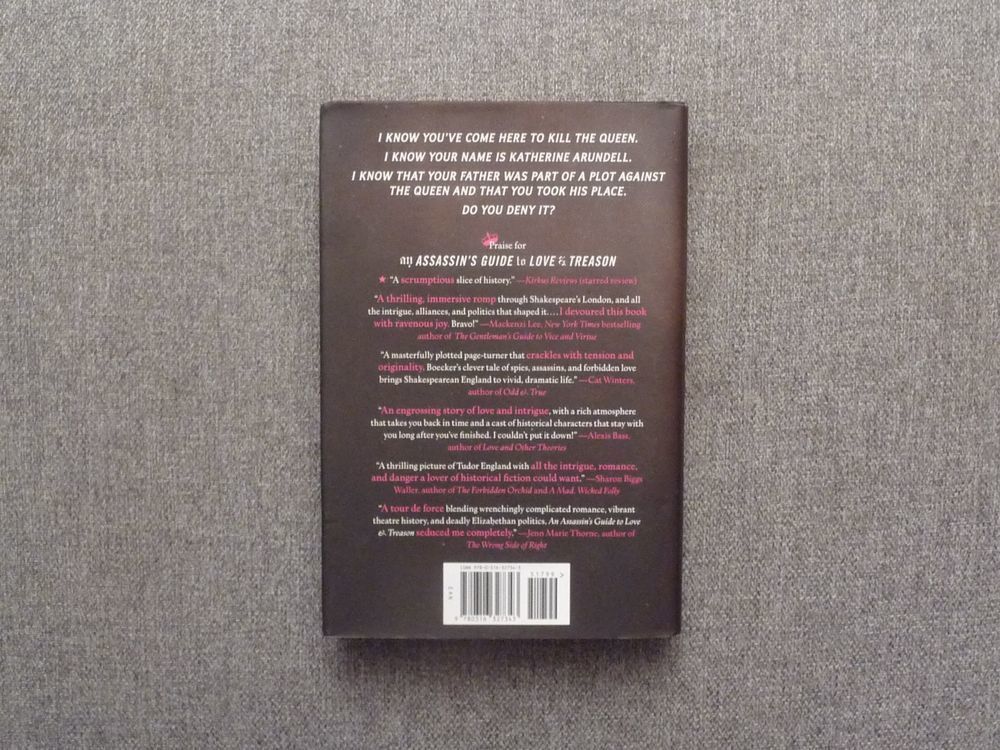 I KNOW YOU'VE COME HERE TO KILL THE QUEEN.
I KNOW YOUR NAME IS KATHERINE ARUNDELL.
I KNOW THAT YOUR FATHER WAS PART OF A PLOT AGAINST
THE QUEEN AND THAT YOU TOOK HIS PLACE.
DO YOU DENY IT?
Praise for
an ASSASSIN'S GUIDE to LOVE & TREASON
★ "A scrumptious slice of history." —Kirkus Reviews (starred review)
"A thrilling, immersive romp through Shakespeare's London, and all
the intrigue, alliances, and politics that shaped it.…I devoured this book
with ravenous joy. Bravo!" —Mackenzi Lee, New York Times bestselling
author of The Gentleman's Guide to Vice and Virtue
"A masterfully plotted page-turner that crackles with tension and
originality. Boecker's clever tale of spies, assassins, and forbidden love
brings Shakespearean England to vivid, dramatic life." —Cat Winters,
author of Odd & True
"An engrossing story of love and intrigue, with a rich atmosphere
that takes you back in time and a cast of historical characters that stay with
you long after you've finished. I couldn't put it down!" —Alexis Bass,
author of Love and Other Theories
"A thrilling picture of Tudor England with all the intrigue, romance,
and danger a lover of historical fiction could want." —Sharon Biggs
Waller, author of The Forbidden Orchid and A Mad, Wicked Folly
"A tour de force blending wrenchingly complicated romance, vibrant
theatre history, and deadly Elizabethan politics, An Assassin's Guide to Love
& Treason seduced me completely." —Jenn Marie Thorne, author of
The Wrong Side of Right
ISBN 978-0-316-32734-3
51799 >
EAN
9 780316 327343